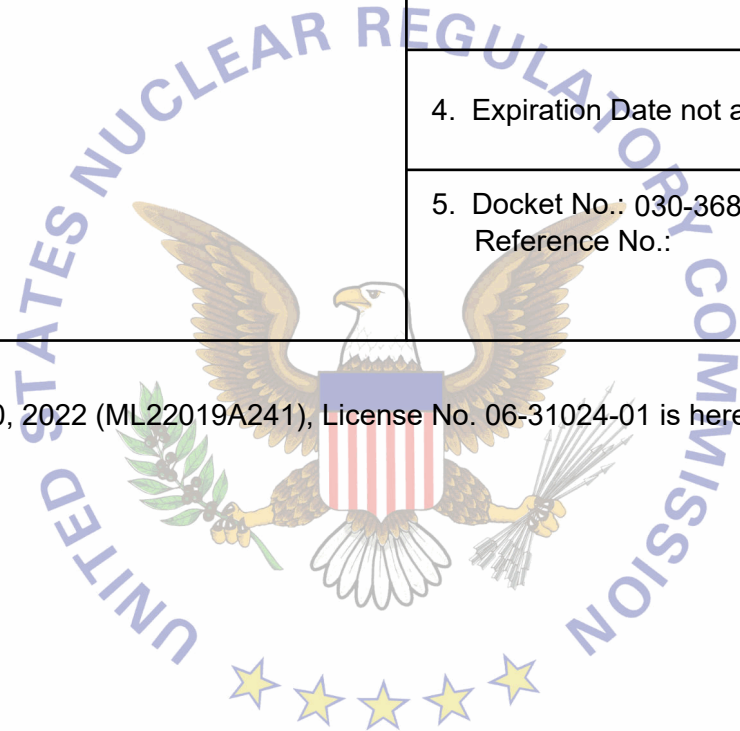 UNITED STATES NUCLEAR REGULATORY COMMISSION
4. Expiration Date not
5. Docket No.: 030-368
Reference No.:
, 2022 (ML22019A241), License No. 06-31024-01 is